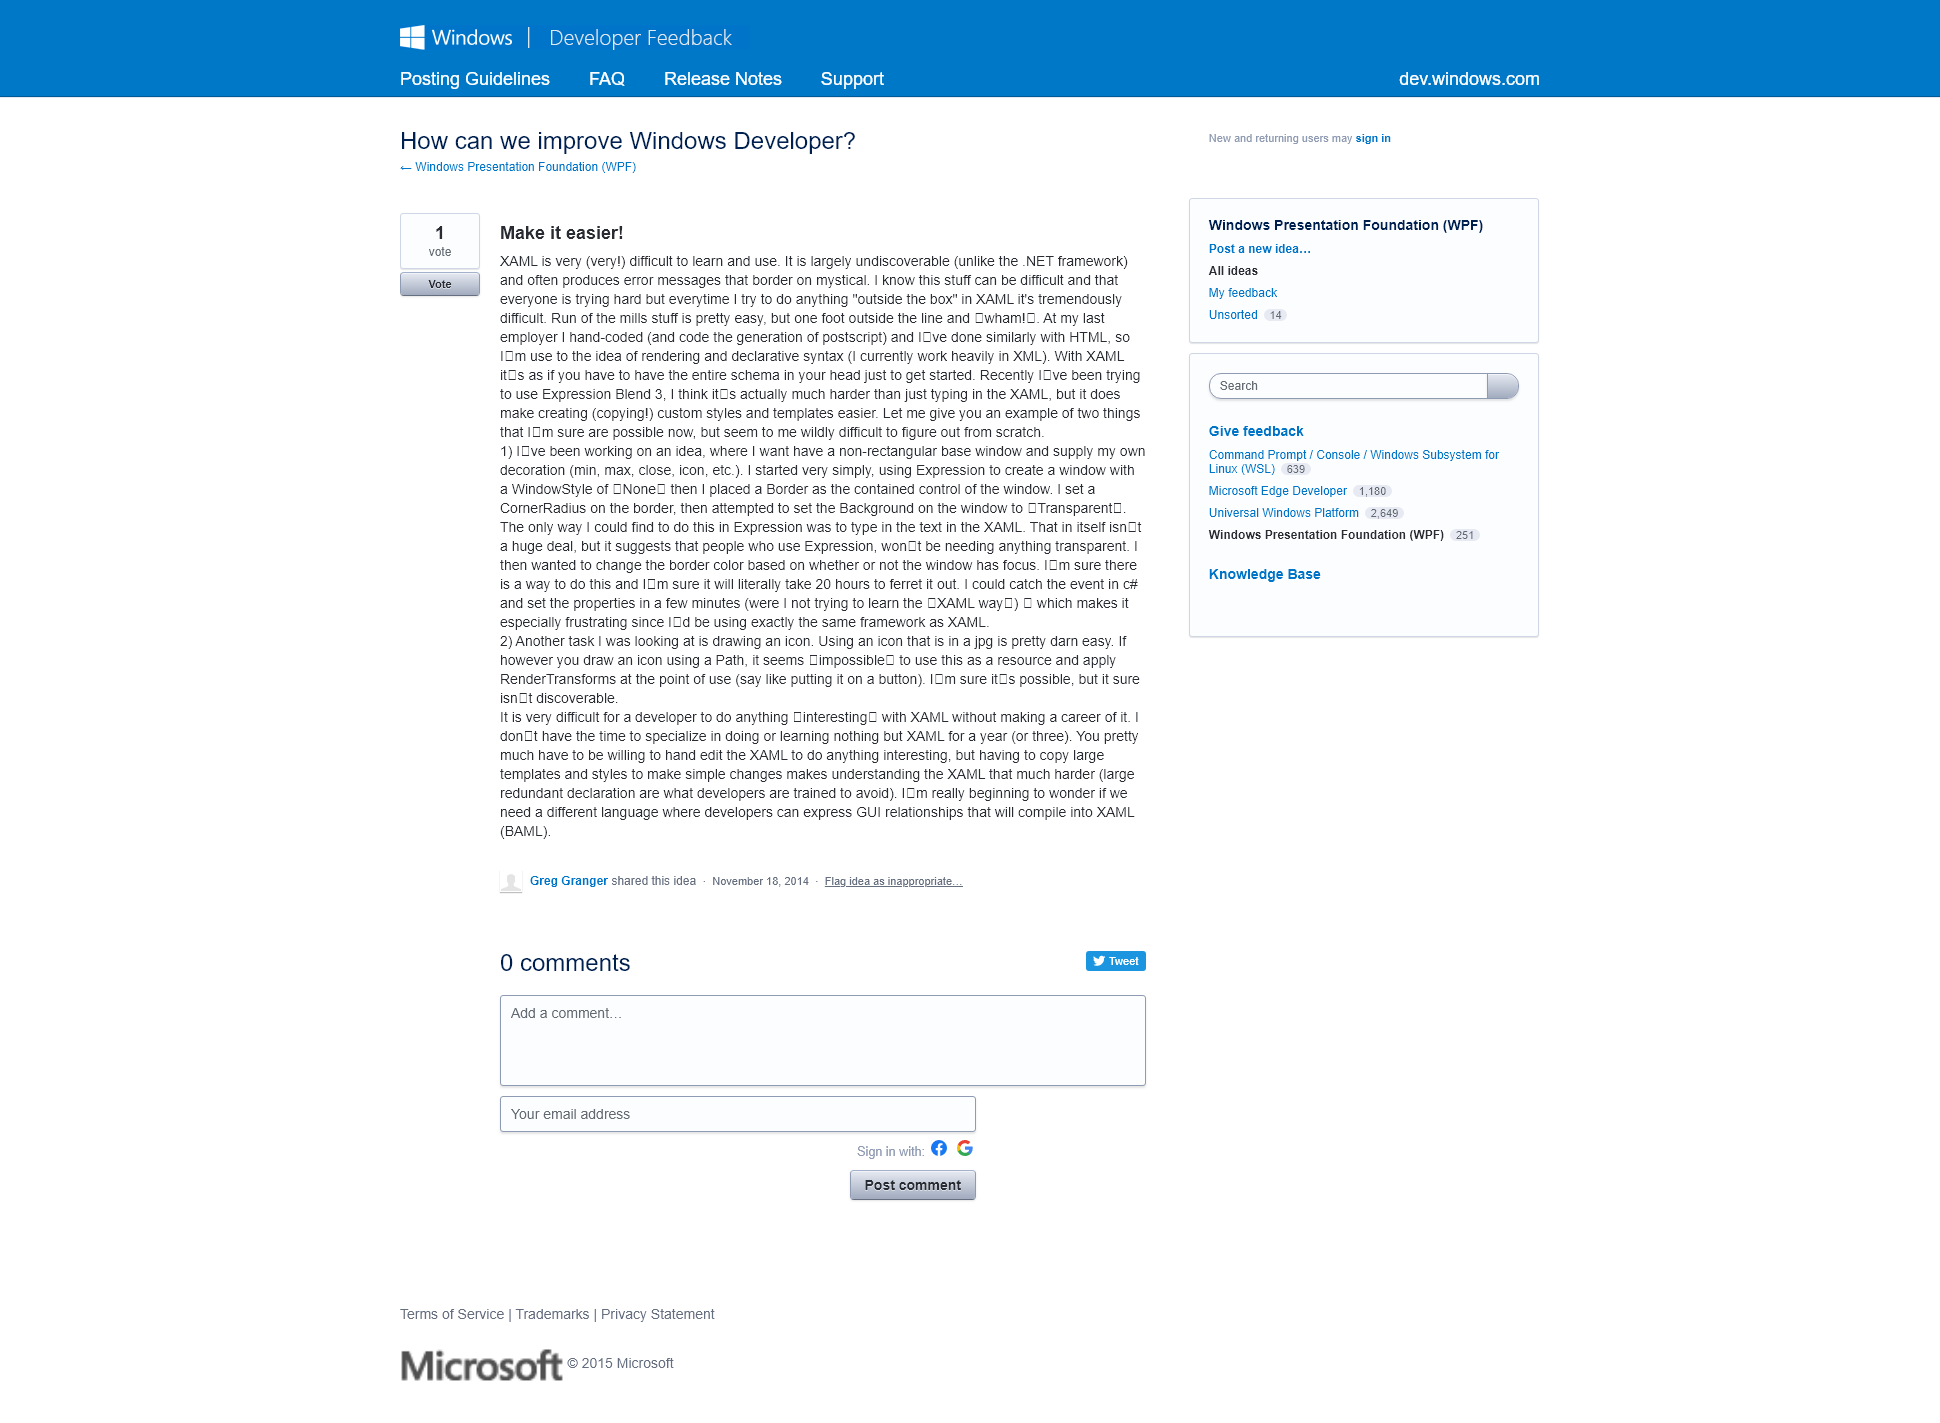 Windows | Developer Feedback
Posting Guidelines FAQ Release Notes Support dev.windows.com
How can we improve Windows Developer?
← Windows Presentation Foundation (WPF)
New and returning users may sign in
1
vote
Vote
Make it easier!
XAML is very (very!) difficult to learn and use. It is largely undiscoverable (unlike the .NET framework)
and often produces error messages that border on mystical. I know this stuff can be difficult and that
everyone is trying hard but everytime I try to do anything "outside the box" in XAML it's tremendously
difficult. Run of the mills stuff is pretty easy, but one foot outside the line and □wham!□. At my last
employer I hand-coded (and code the generation of postscript) and I□ve done similarly with HTML, so
I□m use to the idea of rendering and declarative syntax (I currently work heavily in XML). With XAML
it□s as if you have to have the entire schema in your head just to get started. Recently I□ve been trying
to use Expression Blend 3, I think it□s actually much harder than just typing in the XAML, but it does
make creating (copying!) custom styles and templates easier. Let me give you an example of two things
that I□m sure are possible now, but seem to me wildly difficult to figure out from scratch.
1) I□ve been working on an idea, where I want have a non-rectangular base window and supply my own
decoration (min, max, close, icon, etc.). I started very simply, using Expression to create a window with
a WindowStyle of □None□ then I placed a Border as the contained control of the window. I set a
CornerRadius on the border, then attempted to set the Background on the window to □Transparent□.
The only way I could find to do this in Expression was to type in the text in the XAML. That in itself isn□t
a huge deal, but it suggests that people who use Expression, won□t be needing anything transparent. I
then wanted to change the border color based on whether or not the window has focus. I□m sure there
is a way to do this and I□m sure it will literally take 20 hours to ferret it out. I could catch the event in c#
and set the properties in a few minutes (were I not trying to learn the □XAML way□) □ which makes it
especially frustrating since I□d be using exactly the same framework as XAML.
2) Another task I was looking at is drawing an icon. Using an icon that is in a jpg is pretty darn easy. If
however you draw an icon using a Path, it seems □impossible□ to use this as a resource and apply
RenderTransforms at the point of use (say like putting it on a button). I□m sure it□s possible, but it sure
isn□t discoverable.
It is very difficult for a developer to do anything □interesting□ with XAML without making a career of it. I
don□t have the time to specialize in doing or learning nothing but XAML for a year (or three). You pretty
much have to be willing to hand edit the XAML to do anything interesting, but having to copy large
templates and styles to make simple changes makes understanding the XAML that much harder (large
redundant declaration are what developers are trained to avoid). I□m really beginning to wonder if we
need a different language where developers can express GUI relationships that will compile into XAML
(BAML).
Greg Granger shared this idea · November 18, 2014 · Flag idea as inappropriate…
0 comments
Tweet
Add a comment…
Your email address
Sign in with:
Post comment
Windows Presentation Foundation (WPF)
Post a new idea…
All ideas
My feedback
Unsorted 14
Search
Give feedback
Command Prompt / Console / Windows Subsystem for
Linux (WSL) 639
Microsoft Edge Developer 1,180
Universal Windows Platform 2,649
Windows Presentation Foundation (WPF) 251
Knowledge Base
Terms of Service | Trademarks | Privacy Statement
Microsoft © 2015 Microsoft